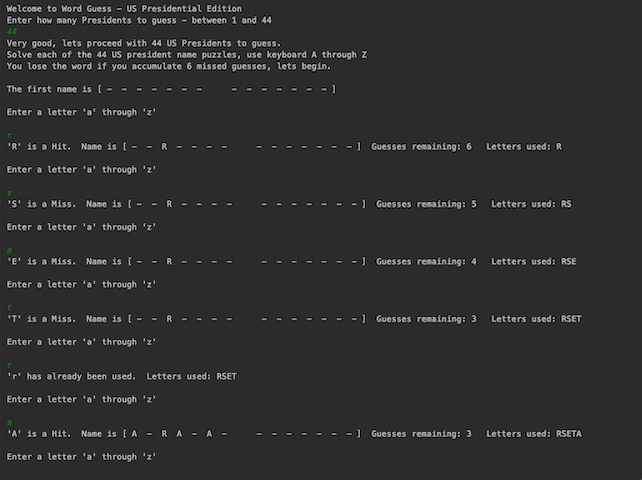 Welcome to Word Guess – US Presidential Edition
Enter how many Presidents to guess – between 1 and 44
44
Very good, lets proceed with 44 US Presidents to guess.
Solve each of the 44 US president name puzzles, use keyboard A through Z
You lose the word if you accumulate 6 missed guesses, lets begin.
The first name is [ – – – – – – –   – – – – – – – ]
Enter a letter 'a' through 'z'
r
'R' is a Hit. Name is [ – – R – – – –   – – – – – – – ] Guesses remaining: 6 Letters used: R
Enter a letter 'a' through 'z'
s
'S' is a Miss. Name is [ – – R – – – –   – – – – – – – ] Guesses remaining: 5 Letters used: RS
Enter a letter 'a' through 'z'
e
'E' is a Miss. Name is [ – – R – – – –   – – – – – – – ] Guesses remaining: 4 Letters used: RSE
Enter a letter 'a' through 'z'
t
'T' is a Miss. Name is [ – – R – – – –   – – – – – – – ] Guesses remaining: 3 Letters used: RSET
Enter a letter 'a' through 'z'
r
'r' has already been used. Letters used: RSET
Enter a letter 'a' through 'z'
a
'A' is a Hit. Name is [ A – R A – A –   – – – – – – – ] Guesses remaining: 3 Letters used: RSETA
Enter a letter 'a' through 'z'